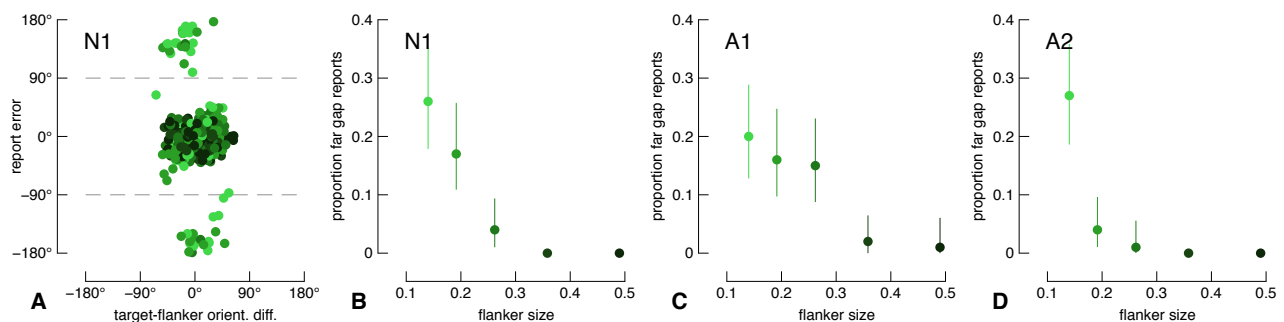 N1
180°
90°
0°
−90°
−180°
report error
−180°
−90°
0°
90°
180°
target-flanker orient. diff.
A
N1
0.4
0.3
0.2
0.1
0
proportion far gap reports
0.1
0.2
0.3
0.4
0.5
flanker size
B
A1
0.4
0.3
0.2
0.1
0
proportion far gap reports
0.1
0.2
0.3
0.4
0.5
flanker size
C
A2
0.4
0.3
0.2
0.1
0
proportion far gap reports
0.1
0.2
0.3
0.4
0.5
flanker size
D